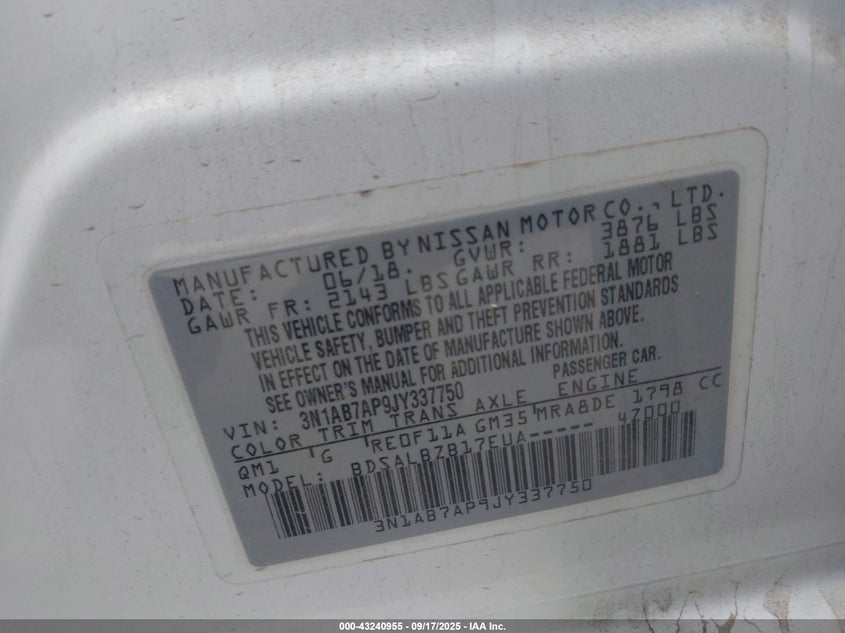 MANUFACTURED BY NISSAN MOTOR CO., LTD.
DATE: 06/18. GVWR: 3876 LBS
GAWR FR: 2143 LBS GAWR RR: 1881 LBS
THIS VEHICLE CONFORMS TO ALL APPLICABLE FEDERAL MOTOR
VEHICLE SAFETY, BUMPER AND THEFT PREVENTION STANDARDS
IN EFFECT ON THE DATE OF MANUFACTURE SHOWN ABOVE.
SEE OWNER'S MANUAL FOR ADDITIONAL INFORMATION.
VIN: 3N1AB7AP9JY337750 PASSENGER CAR.
COLOR TRIM TRANS AXLE ENGINE
QM1 G RE0F11A GM35 MRA8DE 1798 CC
MODEL: BDSALBZB17EUA----- 4Z000
3N1AB7AP9JY337750
000-43240955 - 09/17/2025 - IAA Inc.